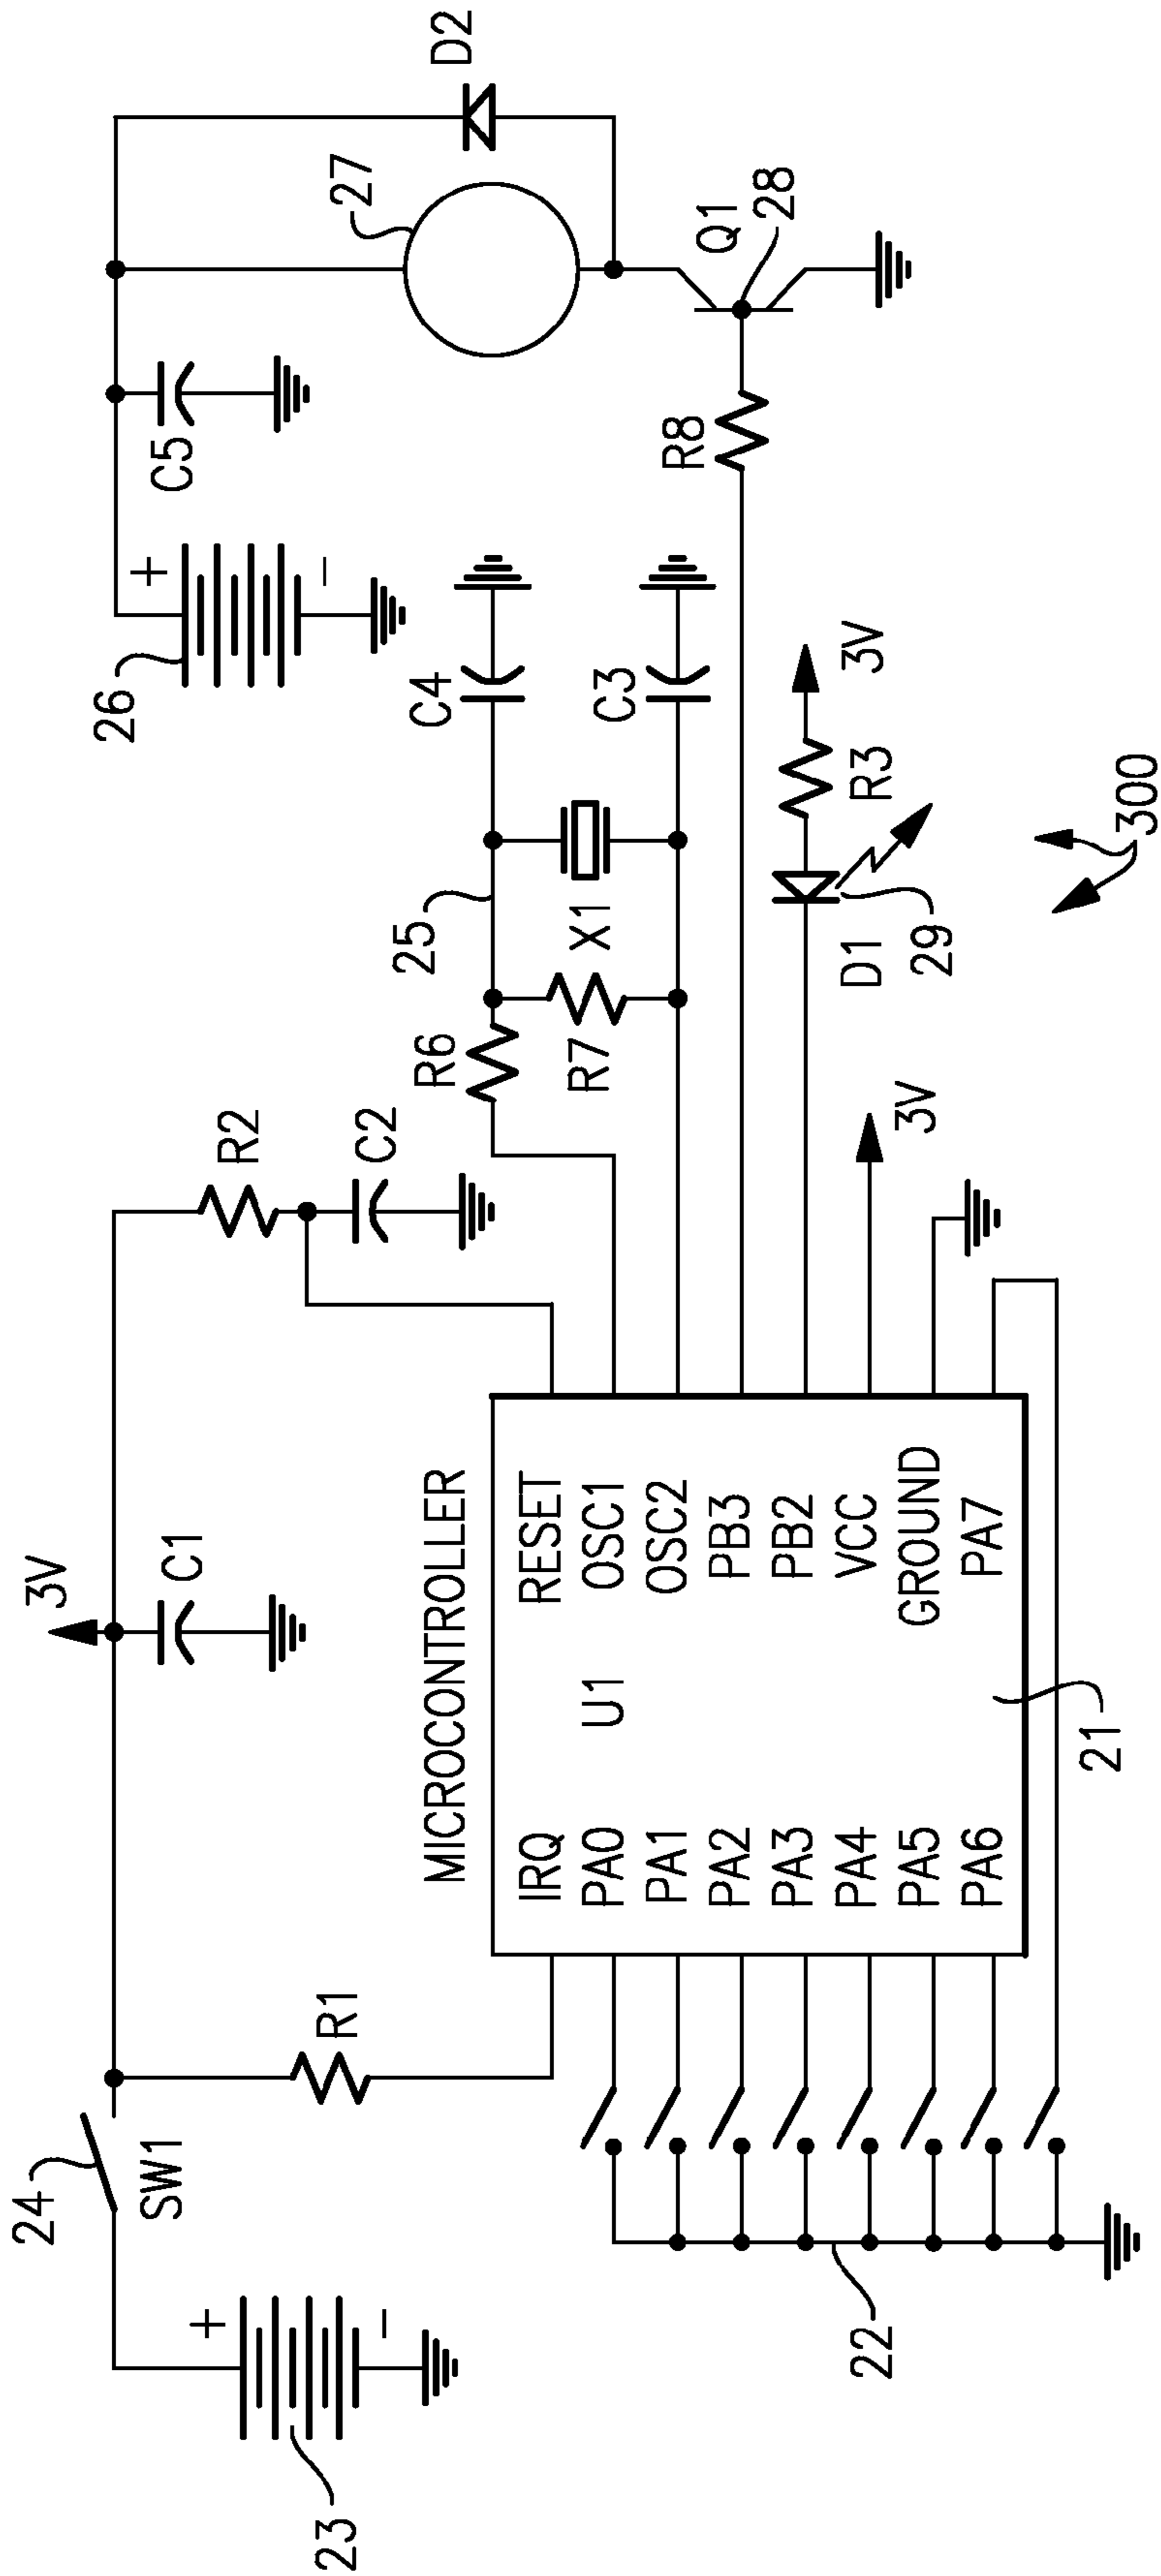 24
SW1
+
-
23
3V
C1
R1
R2
C2
MICROCONTROLLER
IRQ
PA0
PA1
PA2
PA3
PA4
PA5
PA6
U1
RESET
OSC1
OSC2
PB3
PB2
VCC
GROUND
PA7
21
22
3V
R6
R7
25
X1
C4
C3
D1
29
R3
3V
300
26
+
-
C5
27
D2
R8
Q1
28